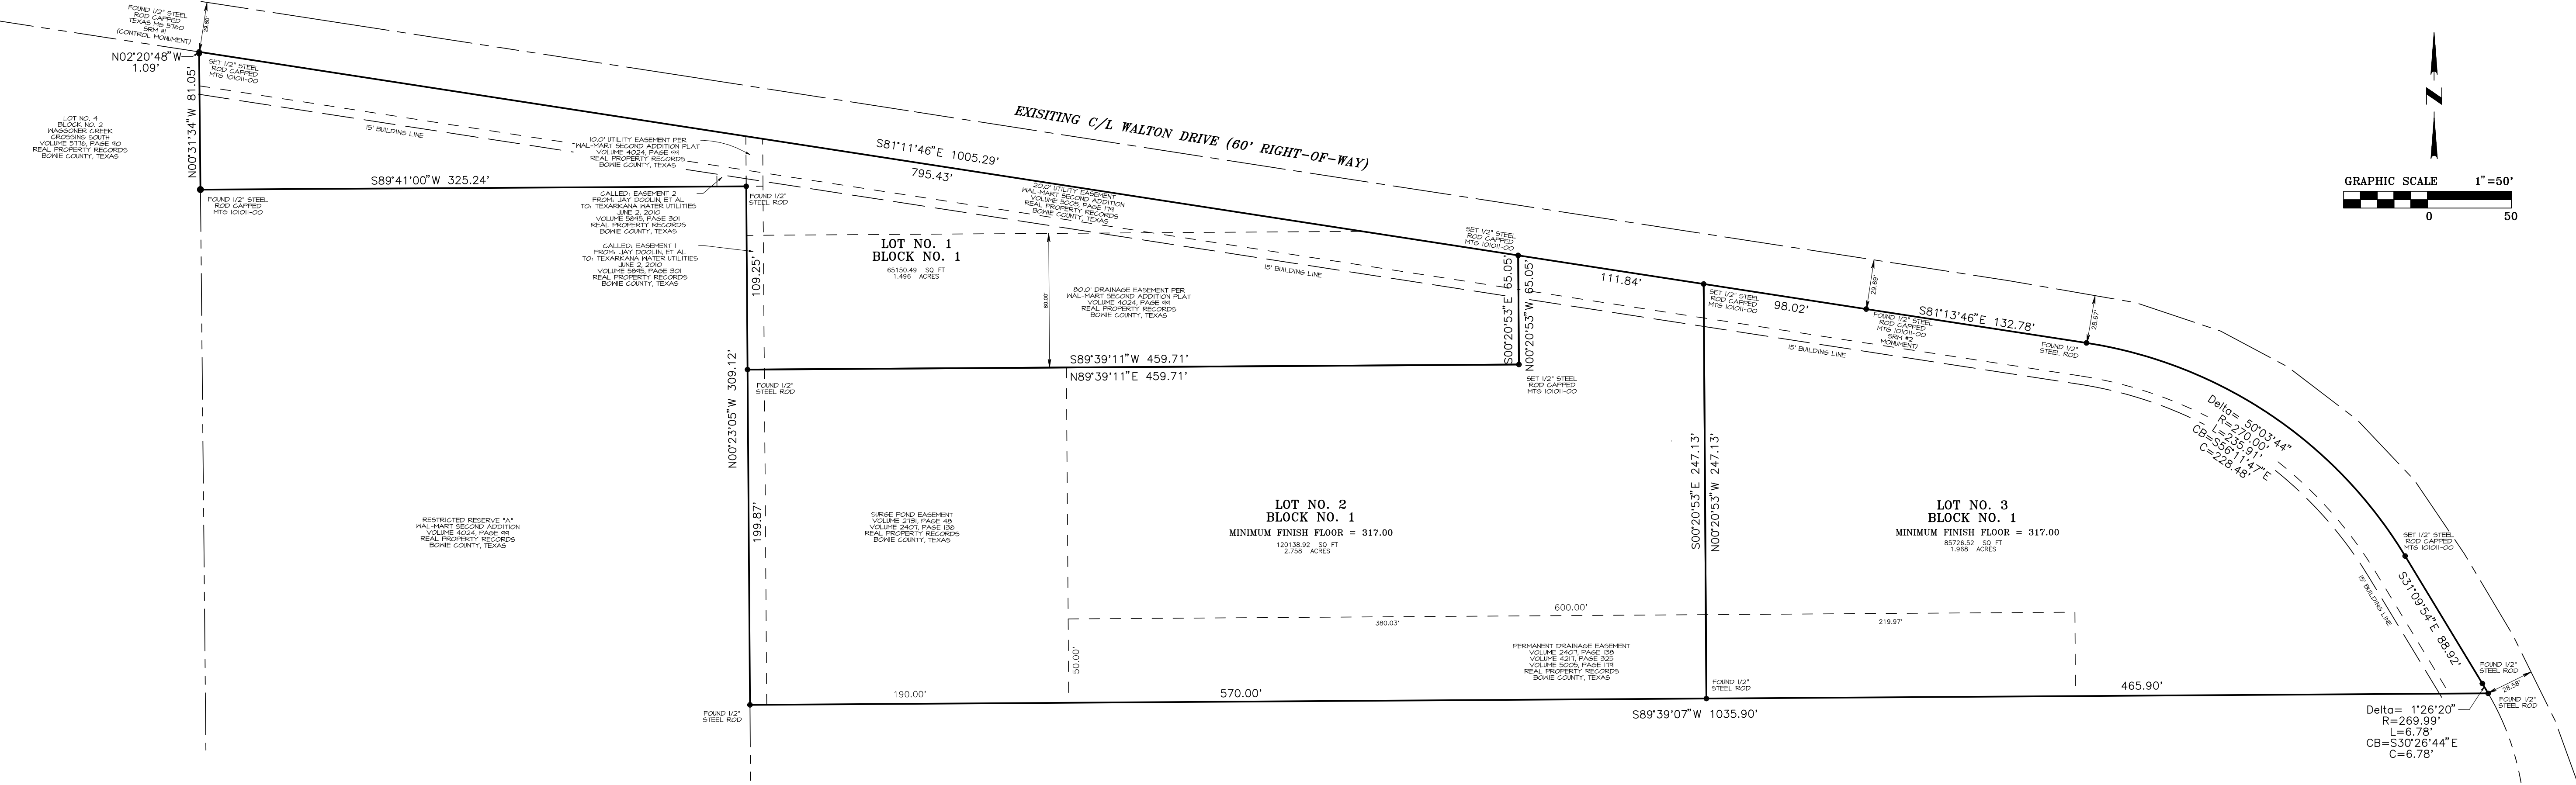 FOUND 1/2" STEEL
ROD CAPPED
TEXAS MG 5760
SRM #1
(CONTROL MONUMENT)
29.80'
N02°20'48"W
1.09'
SET 1/2" STEEL
ROD CAPPED
MTG 101011-00
N00°31'34"W 81.05'
LOT NO. 4
BLOCK NO. 2
WAGGONER CREEK
CROSSING SOUTH
VOLUME 5776, PAGE 90
REAL PROPERTY RECORDS
BOWIE COUNTY, TEXAS
15' BUILDING LINE
10.0' UTILITY EASEMENT PER
WAL-MART SECOND ADDITION PLAT
VOLUME 4024, PAGE 99
REAL PROPERTY RECORDS
BOWIE COUNTY, TEXAS
S89°41'00"W 325.24'
FOUND 1/2" STEEL
ROD CAPPED
MTG 101011-00
CALLED: EASEMENT 2
FROM: JAY DOOLIN, ET AL
TO: TEXARKANA WATER UTILITIES
JUNE 2, 2010
VOLUME 5895, PAGE 301
REAL PROPERTY RECORDS
BOWIE COUNTY, TEXAS
CALLED: EASEMENT 1
FROM: JAY DOOLIN, ET AL
TO: TEXARKANA WATER UTILITIES
JUNE 2, 2010
VOLUME 5895, PAGE 301
REAL PROPERTY RECORDS
BOWIE COUNTY, TEXAS
FOUND 1/2"
STEEL ROD
EXISITING C/L WALTON DRIVE (60' RIGHT-OF-WAY)
S81°11'46"E 1005.29'
795.43'
20.0' UTILITY EASEMENT
WAL-MART SECOND ADDITION
VOLUME 5005, PAGE 179
REAL PROPERTY RECORDS
BOWIE COUNTY, TEXAS
LOT NO. 1
BLOCK NO. 1
65150.49 SQ FT
1.496 ACRES
109.25'
80.00'
80.0' DRAINAGE EASEMENT PER
WAL-MART SECOND ADDITION PLAT
VOLUME 4024, PAGE 99
REAL PROPERTY RECORDS
BOWIE COUNTY, TEXAS
15' BUILDING LINE
SET 1/2" STEEL
ROD CAPPED
MTG 101011-00
S00°20'53"E 65.05'
N00°20'53"W 65.05'
111.84'
SET 1/2" STEEL
ROD CAPPED
MTG 101011-00
98.02'
29.69'
FOUND 1/2" STEEL
ROD CAPPED
MTG 101011-00
SRM #2
MONUMENT)
S81°13'46"E 132.78'
28.67'
FOUND 1/2"
STEEL ROD
15' BUILDING LINE
N
GRAPHIC SCALE 1"=50'
0 50
S89°39'11"W 459.71'
N89°39'11"E 459.71'
FOUND 1/2"
STEEL ROD
SET 1/2" STEEL
ROD CAPPED
MTG 101011-00
N00°23'05"W 309.12'
199.87'
Delta= 50°03'44"
R=270.00'
L=235.91'
CB=S56°11'47"E
C=228.48'
RESTRICTED RESERVE "A"
WAL-MART SECOND ADDITION
VOLUME 4024, PAGE 99
REAL PROPERTY RECORDS
BOWIE COUNTY, TEXAS
SURGE POND EASEMENT
VOLUME 2731, PAGE 48
VOLUME 2407, PAGE 138
REAL PROPERTY RECORDS
BOWIE COUNTY, TEXAS
LOT NO. 2
BLOCK NO. 1
MINIMUM FINISH FLOOR = 317.00
120138.92 SQ FT
2.758 ACRES
S00°20'53"E 247.13'
N00°20'53"W 247.13'
LOT NO. 3
BLOCK NO. 1
MINIMUM FINISH FLOOR = 317.00
85726.52 SQ FT
1.968 ACRES
SET 1/2" STEEL
ROD CAPPED
MTG 101011-00
15' BUILDING LINE
S31°09'54"E 88.92'
600.00'
380.03'
219.97'
50.00'
PERMANENT DRAINAGE EASEMENT
VOLUME 2407, PAGE 138
VOLUME 4217, PAGE 325
VOLUME 5005, PAGE 179
REAL PROPERTY RECORDS
BOWIE COUNTY, TEXAS
FOUND 1/2"
STEEL ROD
190.00'
570.00'
FOUND 1/2"
STEEL ROD
465.90'
S89°39'07"W 1035.90'
FOUND 1/2"
STEEL ROD
28.58'
FOUND 1/2"
STEEL ROD
Delta= 1°26'20"
R=269.99'
L=6.78'
CB=S30°26'44"E
C=6.78'